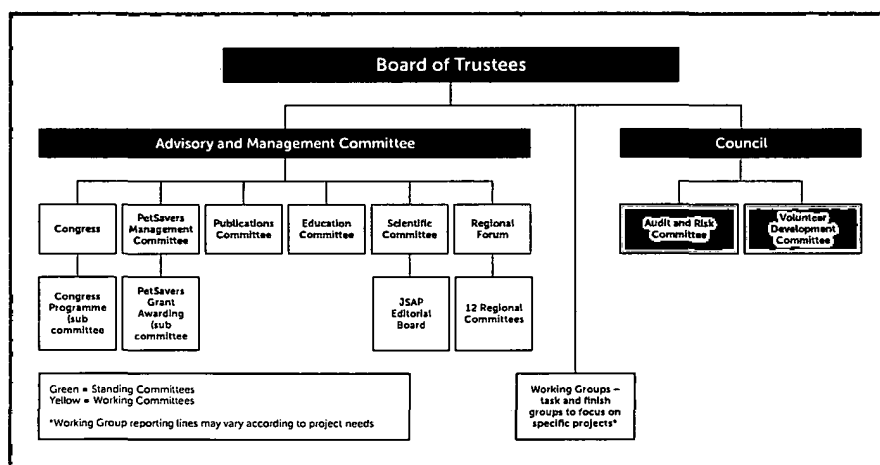 Board of Trustees
Advisory and Management Committee
Council
Congress
PetSavers
Management
Committee
Publications
Committee
Education
Committee
Scientific
Committee
Regional
Forum
Audit and Risk
Committee
Volunteer
Development
Committee
Congress
Programme
(sub
committee
PetSavers
Grant
Awarding
(sub
committee
JSAP
Editorial
Board
12 Regional
Committees
Green = Standing Committees
Yellow = Working Committees
*Working Group reporting lines may vary according to project needs
Working Groups –
task and finish
groups to focus on
specific projects*